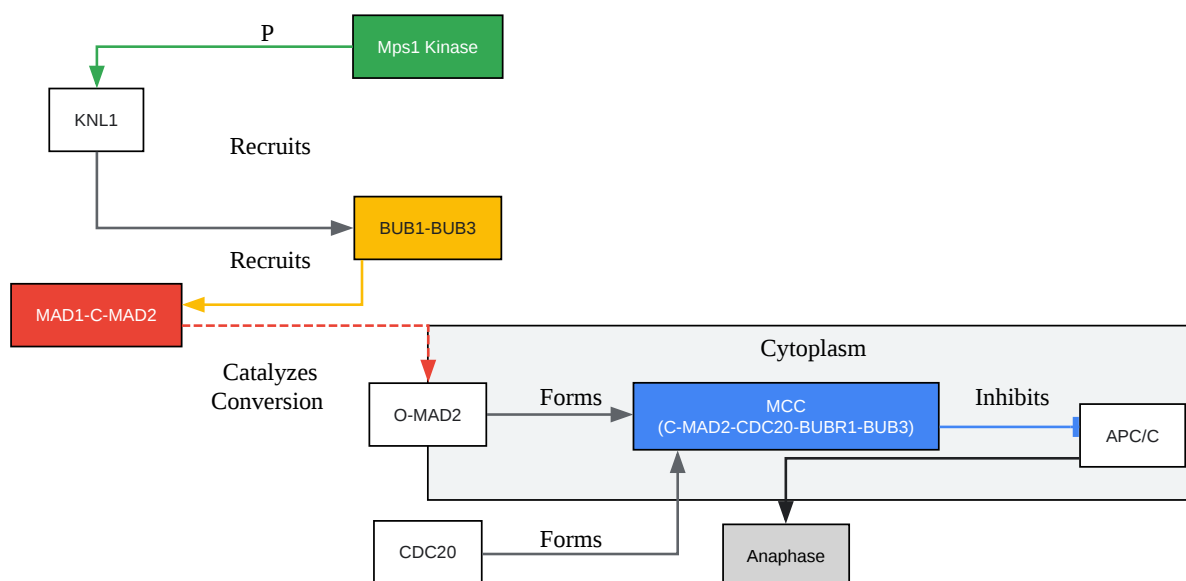 P
Mps1 Kinase
KNL1
Recruits
BUB1-BUB3
Recruits
MAD1-C-MAD2
Cytoplasm
Catalyzes
Conversion
O-MAD2
Forms
MCC
(C-MAD2-CDC20-BUBR1-BUB3)
Inhibits
APC/C
CDC20
Forms
Anaphase